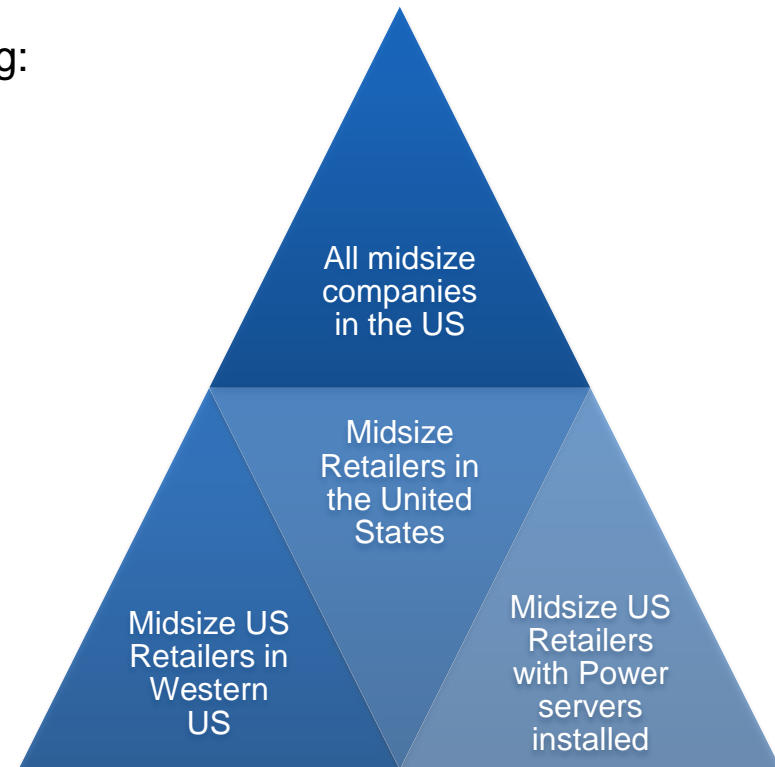 g:
All midsize
companies
in the US
Midsize
Retailers in
the United
States
Midsize US
Retailers in
Western
US
Midsize US
Retailers
with Power
servers
installed